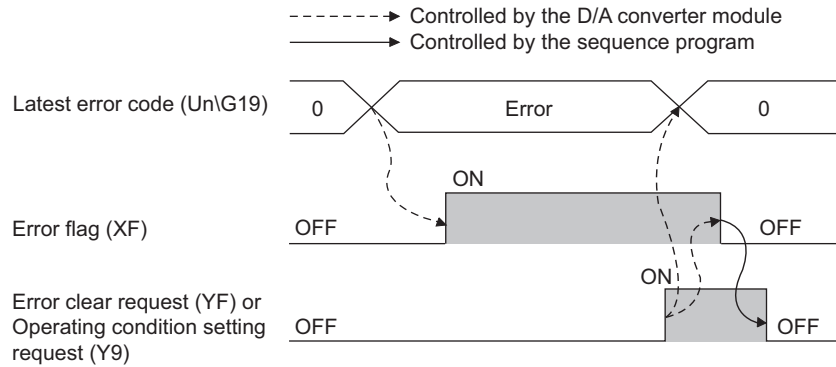 Controlled by the D/A converter module
Controlled by the sequence program
Latest error code (Un\G19)
0
Error
0
ON
Error flag (XF)
OFF
OFF
ON
Error clear request (YF) or
Operating condition setting
request (Y9)
OFF
OFF